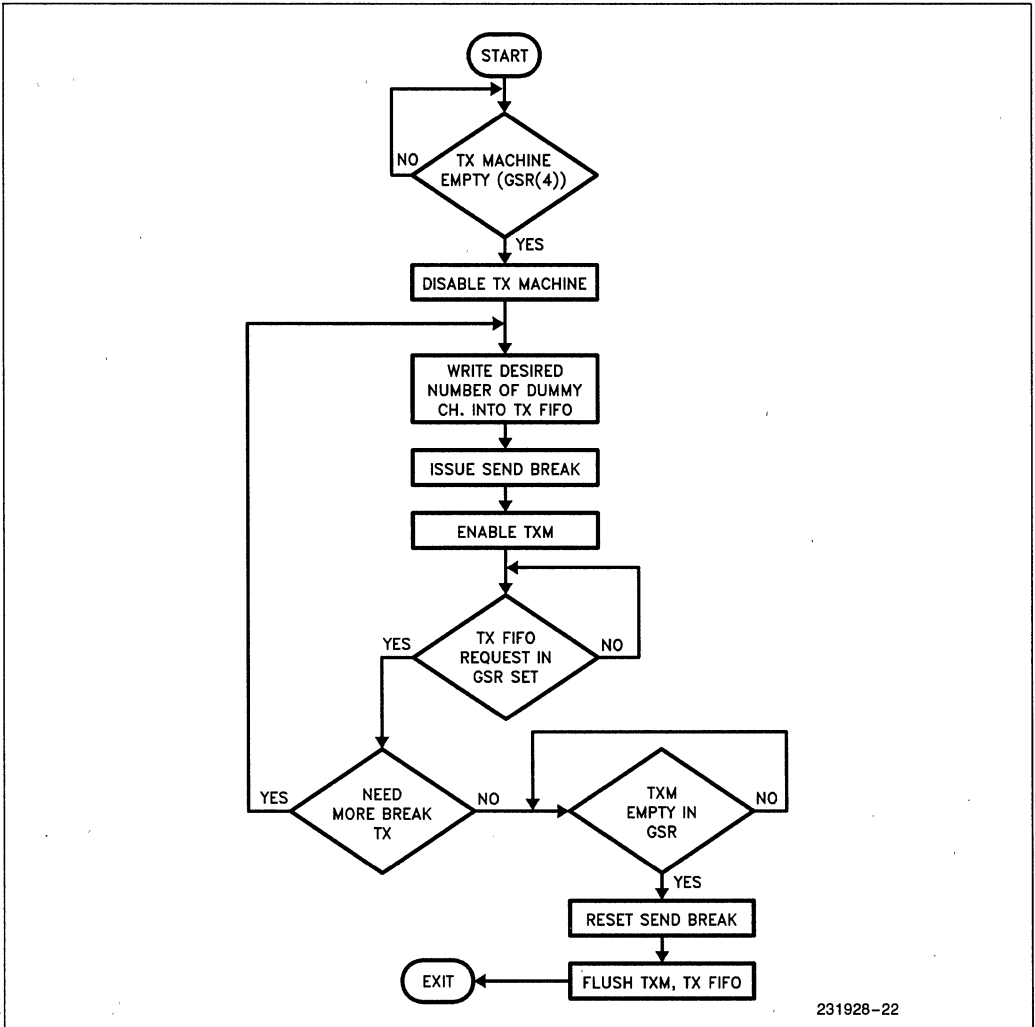 START
NO
TX MACHINE
EMPTY (GSR(4))
YES
DISABLE TX MACHINE
WRITE DESIRED
NUMBER OF DUMMY
CH. INTO TX FIFO
ISSUE SEND BREAK
ENABLE TXM
YES
TX FIFO
REQUEST IN
GSR SET
NO
YES
NEED
MORE BREAK
TX
NO
TXM
EMPTY IN
GSR
NO
YES
RESET SEND BREAK
EXIT
FLUSH TXM, TX FIFO
231928-22